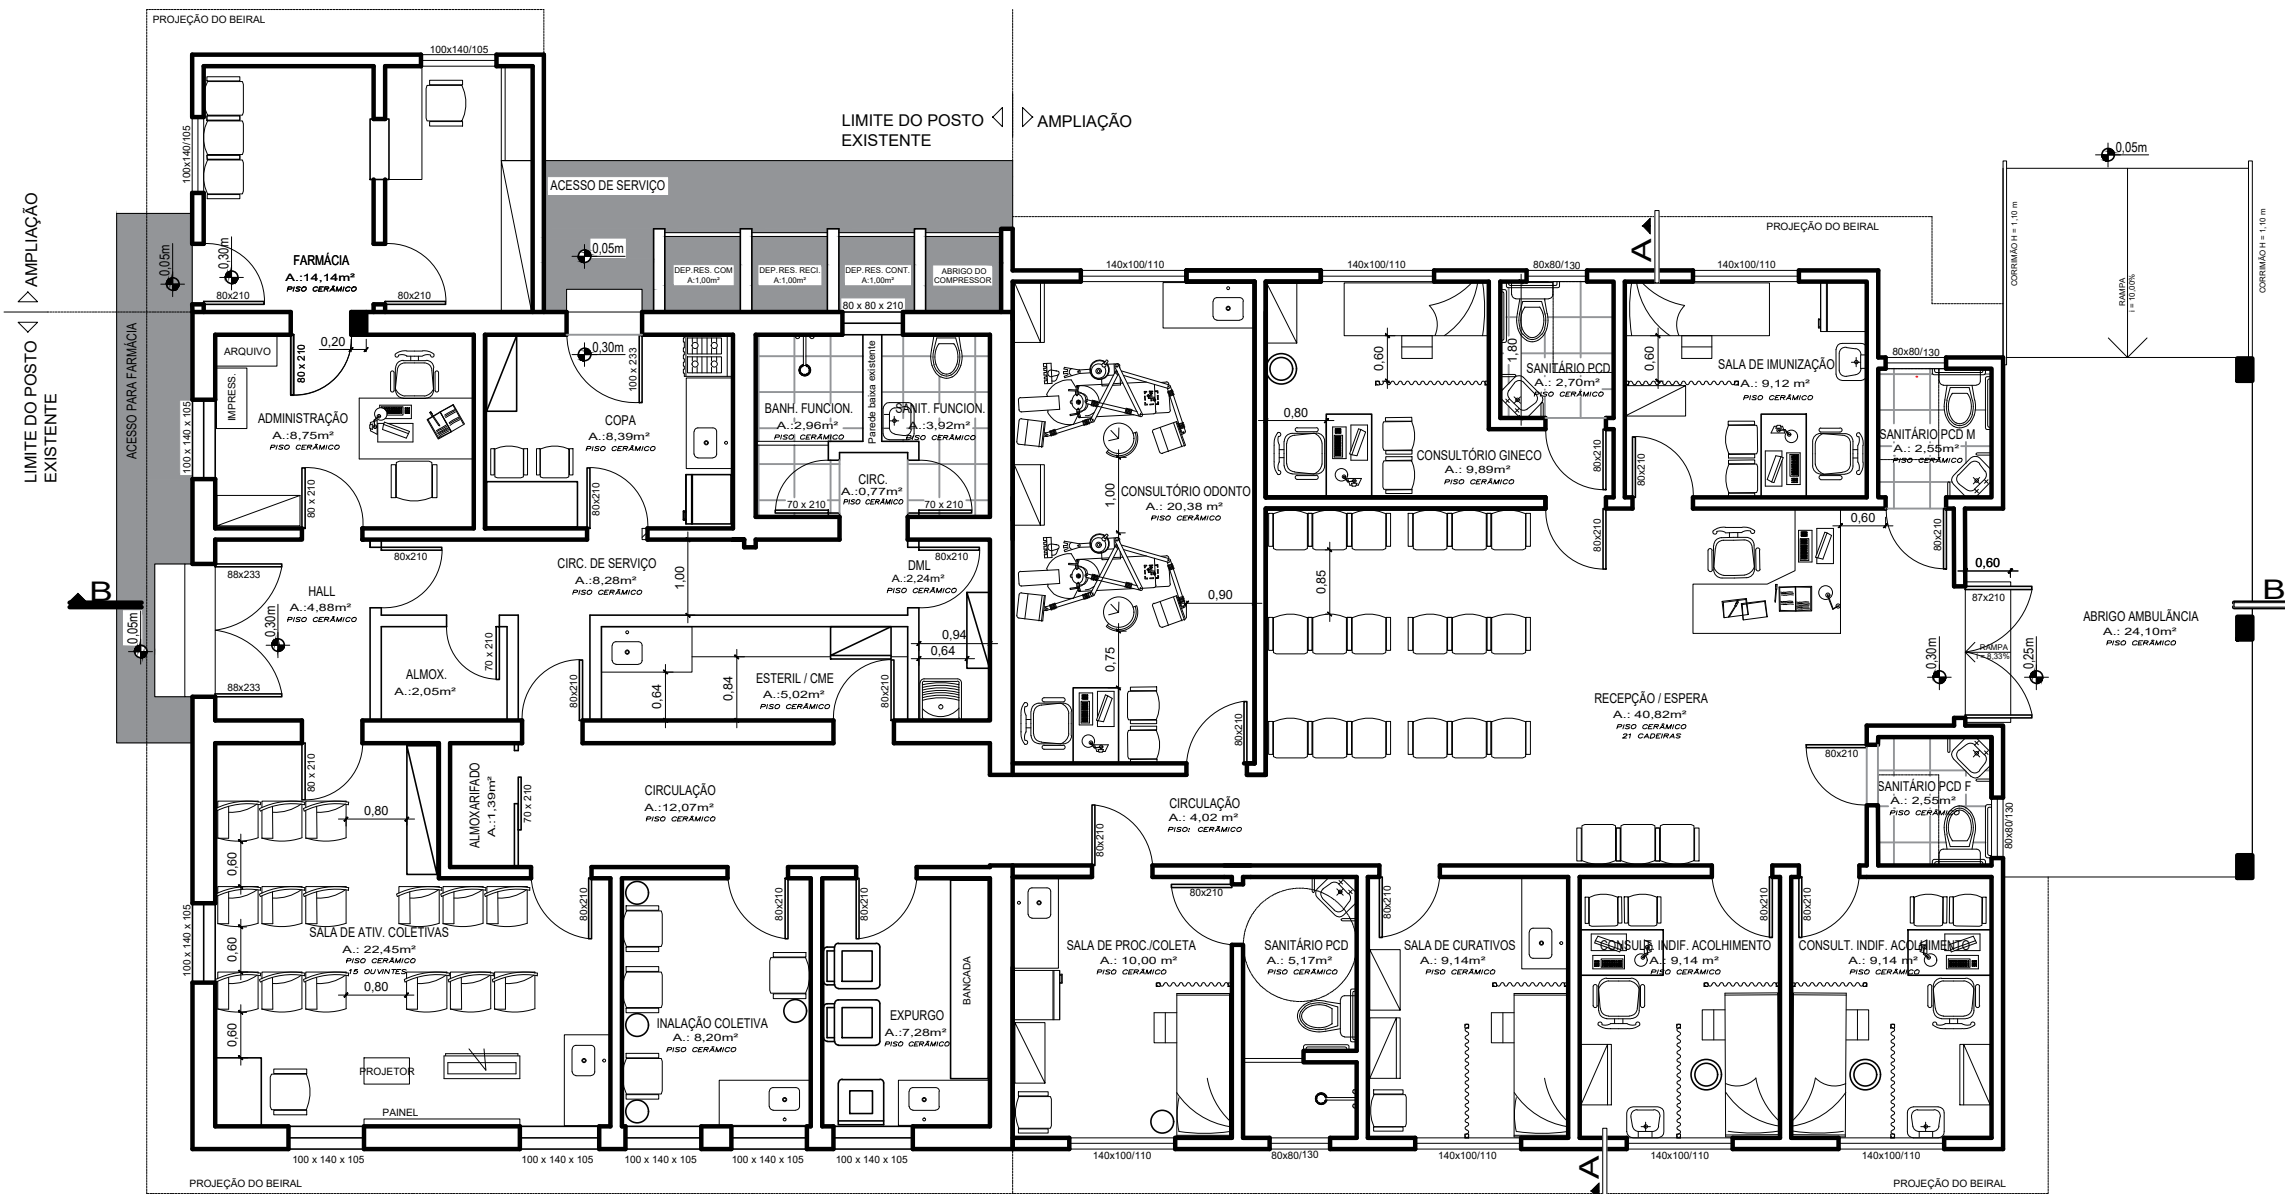 PROJEÇÃO DO BEIRAL
100x140/105
LIMITE DO POSTO
EXISTENTE
AMPLIAÇÃO
100x140/105
ACESSO DE SERVIÇO
0,05m
PROJEÇÃO DO BEIRAL
CORRIMÃO H = 1,10 m
CORRIMÃO H = 1,10 m
RAMPA
i = 10,00%
AMPLIAÇÃO
LIMITE DO POSTO
EXISTENTE
0,05m
0,30m
FARMÁCIA
A.:14,14m²
PISO CERÂMICO
80x210
80x210
0,05m
DEP.RES. COM
A:1,00m²
DEP.RES. RECI.
A:1,00m²
DEP.RES. CONT.
A:1,00m²
ABRIGO DO
COMPRESSOR
80 x 80 x 210
140x100/110
140x100/110
80x80/130
A
140x100/110
ACESSO PARA FARMÁCIA
ARQUIVO
IMPRESS.
80 x 210
0,20
ADMINISTRAÇÃO
A.:8,75m²
PISO CERÂMICO
100 x 140 x 105
80 x 210
0,30m
100 x 233
COPA
A.:8,39m²
PISO CERÂMICO
80x210
BANH. FUNCION.
A.:2,96m²
PISO CERÂMICO
Parede baixa existente
SANIT. FUNCION.
A.:3,92m²
PISO CERÂMICO
CIRC.
A.:0,77m²
PISO CERÂMICO
70 x 210
70 x 210
CONSULTÓRIO ODONTO
A.: 20,38 m²
PISO CERÂMICO
1,00
0,90
0,75
80x210
0,60
0,80
CONSULTÓRIO GINECO
A.: 9,89m²
PISO CERÂMICO
1,80
SANITÁRIO PCD
A.: 2,70m²
PISO CERÂMICO
80x210
80x210
0,60
SALA DE IMUNIZAÇÃO
A.: 9,12 m²
PISO CERÂMICO
80x210
80x80/130
SANITÁRIO PCD M
A.: 2,55m²
PISO CERÂMICO
80x210
0,60
0,60
87x210
B
88x233
HALL
A.:4,88m²
PISO CERÂMICO
0,05m
0,30m
88x233
80x210
CIRC. DE SERVIÇO
A.:8,28m²
PISO CERÂMICO
1,00
DML
A.:2,24m²
PISO CERÂMICO
80x210
0,94
0,64
ALMOX.
A.:2,05m²
70 x 210
80x210
0,64
0,84
ESTERIL / CME
A.:5,02m²
PISO CERÂMICO
80x210
0,85
RECEPÇÃO / ESPERA
A.: 40,82m²
PISO CERÂMICO
21 CADEIRAS
0,30m
RAMPA
i = 8,33%
0,25m
ABRIGO AMBULÂNCIA
A.: 24,10m²
PISO CERÂMICO
B
80 x 210
0,80
ALMOXARIFADO
A.:1,39m²
70 x 210
CIRCULAÇÃO
A.:12,07m²
PISO CERÂMICO
CIRCULAÇÃO
A.: 4,02 m²
PISO: CERÂMICO
80x210
80x210
SANITÁRIO PCD F
A.: 2,55m²
PISO CERÂMICO
80x80/130
0,60
0,60
0,60
100 x 140 x 105
SALA DE ATIV. COLETIVAS
A.: 22,45m²
PISO CERÂMICO
15 OUVINTES
0,80
80x210
PROJETOR
PAINEL
INALAÇÃO COLETIVA
A.: 8,20m²
PISO CERÂMICO
80x210
80x210
EXPURGO
A.:7,28m²
PISO CERÂMICO
BANCADA
SALA DE PROC./COLETA
A.: 10,00 m²
PISO CERÂMICO
80x210
SANITÁRIO PCD
A.: 5,17m²
PISO CERÂMICO
80x210
SALA DE CURATIVOS
A.: 9,14m²
PISO CERÂMICO
CONSULT. INDIF. ACOLHIMENTO
A.: 9,14 m²
PISO CERÂMICO
80x210
80x210
CONSULT. INDIF. ACOLHIMENTO
A.: 9,14 m²
PISO CERÂMICO
100 x 140 x 105
100 x 140 x 105
100 x 140 x 105
100 x 140 x 105
100 x 140 x 105
140x100/110
80x80/130
140x100/110
A
140x100/110
140x100/110
PROJEÇÃO DO BEIRAL
PROJEÇÃO DO BEIRAL